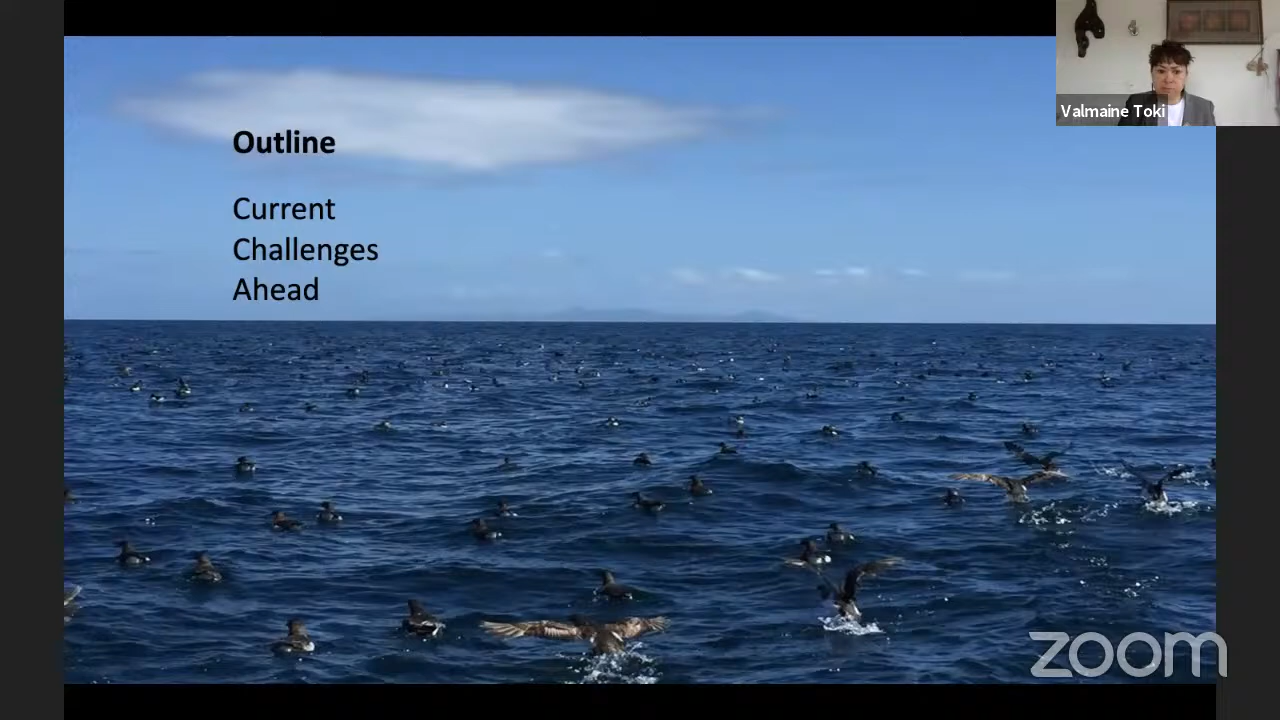 Valmaine Toki
Outline
Current
Challenges
Ahead
zoom